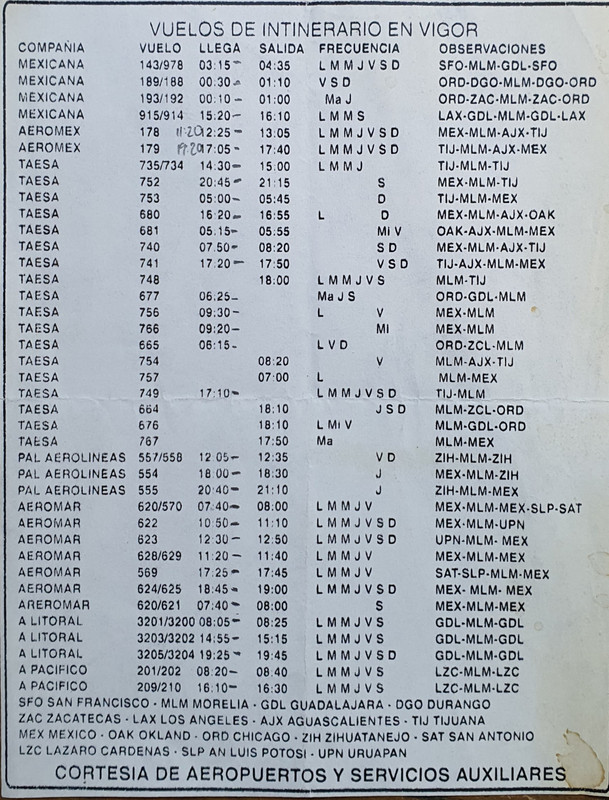 VUELOS DE INTINERARIO EN VIGOR
COMPAÑIA VUELO LLEGA SALIDA FRECUENCIA OBSERVACIONES
MEXICANA 143/978 03:15- 04:35 L M M J V S D SFO-MLM-GDL-SFO
MEXICANA 189/188 00:30- 01:10 V S D ORD-DGO-MLM-DGO-ORD
MEXICANA 193/192 00:10- 01:00 Ma J ORD-ZAC-MLM-ZAC-ORD
MEXICANA 915/914 15:20- 16:10 L M M S LAX-GDL-MLM-GDL-LAX
AEROMEX 178 12:25- 13:05 L M M J V S D MEX-MLM-AJX-TIJ
AEROMEX 179 17:05- 17:40 L M M J V S D TIJ-MLM-AJX-MEX
TAESA 735/734 14:30- 15:00 L M M J TIJ-MLM-TIJ
TAESA 752 20:45- 21:15 S MEX-MLM-TIJ
TAESA 753 05:00- 05:45 D TIJ-MLM-MEX
TAESA 680 16:20- 16:55 L D MEX-MLM-AJX-OAK
TAESA 681 05:15- 05:55 Mi V OAK-AJX-MLM-MEX
TAESA 740 07:50- 08:20 S D MEX-MLM-AJX-TIJ
TAESA 741 17:20- 17:50 V S D TIJ-AJX-MLM-MEX
TAESA 748 18:00 L M M J V S MLM-TIJ
TAESA 677 06:25- Ma J S ORD-GDL-MLM
TAESA 756 09:30- L V MEX-MLM
TAESA 766 09:20- MI MEX-MLM
TAESA 665 06:15- L V D ORD-ZCL-MLM
TAESA 754 08:20 V MLM-AJX-TIJ
TAESA 757 07:00 L MLM-MEX
TAESA 749 17:10- L M M J V S D TIJ-MLM
TAESA 664 18:10 J S D MLM-ZCL-ORD
TAESA 676 18:10 L Mi V MLM-GDL-ORD
TAESA 767 17:50 Ma MLM-MEX
PAL AEROLINEAS 557/558 12:05- 12:35 V D ZIH-MLM-ZIH
PAL AEROLINEAS 554 18:00- 18:30 J MEX-MLM-ZIH
PAL AEROLINEAS 555 20:40- 21:10 J ZIH-MLM-MEX
AEROMAR 620/570 07:40- 08:00 L M M J V MEX-MLM-MEX-SLP-SAT
AEROMAR 622 10:50- 11:10 L M M J V S D MEX-MLM-UPN
AEROMAR 623 12:30- 12:50 L M M J V S D UPN-MLM- MEX
AEROMAR 628/629 11:20- 11:40 L M M J V MEX-MLM-MEX
AEROMAR 569 17:25- 17:45 L M M J V SAT-SLP-MLM-MEX
AEROMAR 624/625 18:45- 19:00 L M M J V S D MEX- MLM- MEX
AREROMAR 620/621 07:40- 08:00 S MEX-MLM-MEX
A LITORAL 3201/3200 08:05- 08:25 L M M J V S GDL-MLM-GDL
A LITORAL 3203/3202 14:55- 15:15 L M M J V S GDL-MLM-GDL
A LITORAL 3205/3204 19:25- 19:45 L M M J V S D GDL-MLM-GDL
A PACIFICO 201/202 08:20- 08:40 L M M J V S LZC-MLM-LZC
A PACIFICO 209/210 16:10- 16:30 L M M J V S LZC-MLM-LZC
SFO SAN FRANCISCO · MLM MORELIA · GDL GUADALAJARA · DGO DURANGO
ZAC ZACATECAS · LAX LOS ANGELES · AJX AGUASCALIENTES · TIJ TIJUANA
MEX MEXICO · OAK OKLAND · ORD CHICAGO · ZIH ZIHUATANEJO · SAT SAN ANTONIO
LZC LAZARO CARDENAS · SLP AN LUIS POTOSI · UPN URUAPAN
CORTESIA DE AEROPUERTOS Y SERVICIOS AUXILIARES